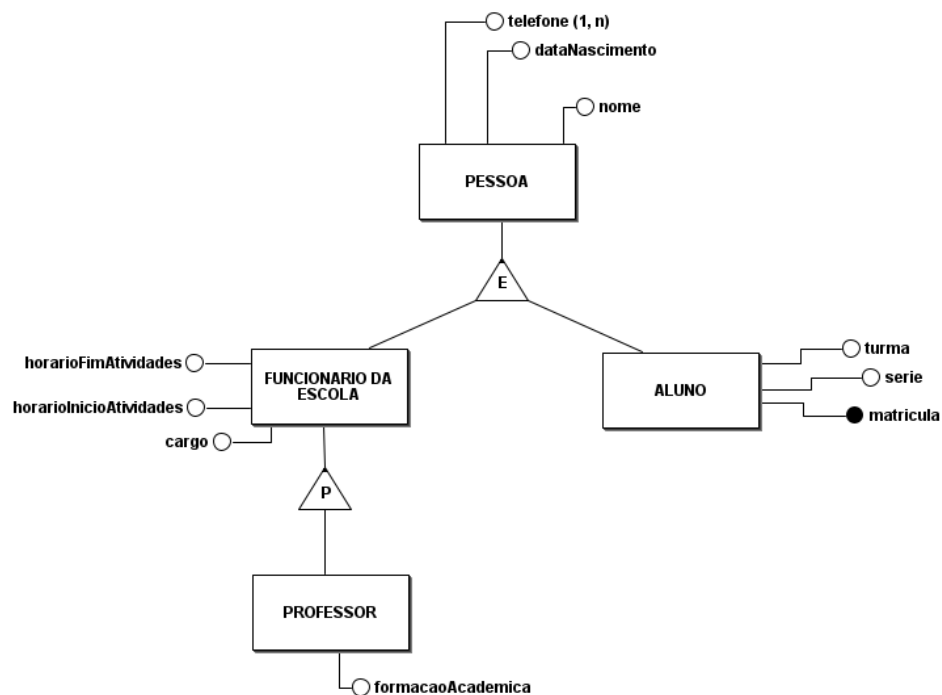 telefone (1, n)
dataNascimento
nome
PESSOA
E
horarioFimAtividades
FUNCIONARIO DA
ESCOLA
horarioInicioAtividades
cargo
turma
serie
ALUNO
matricula
P
PROFESSOR
formacaoAcademica